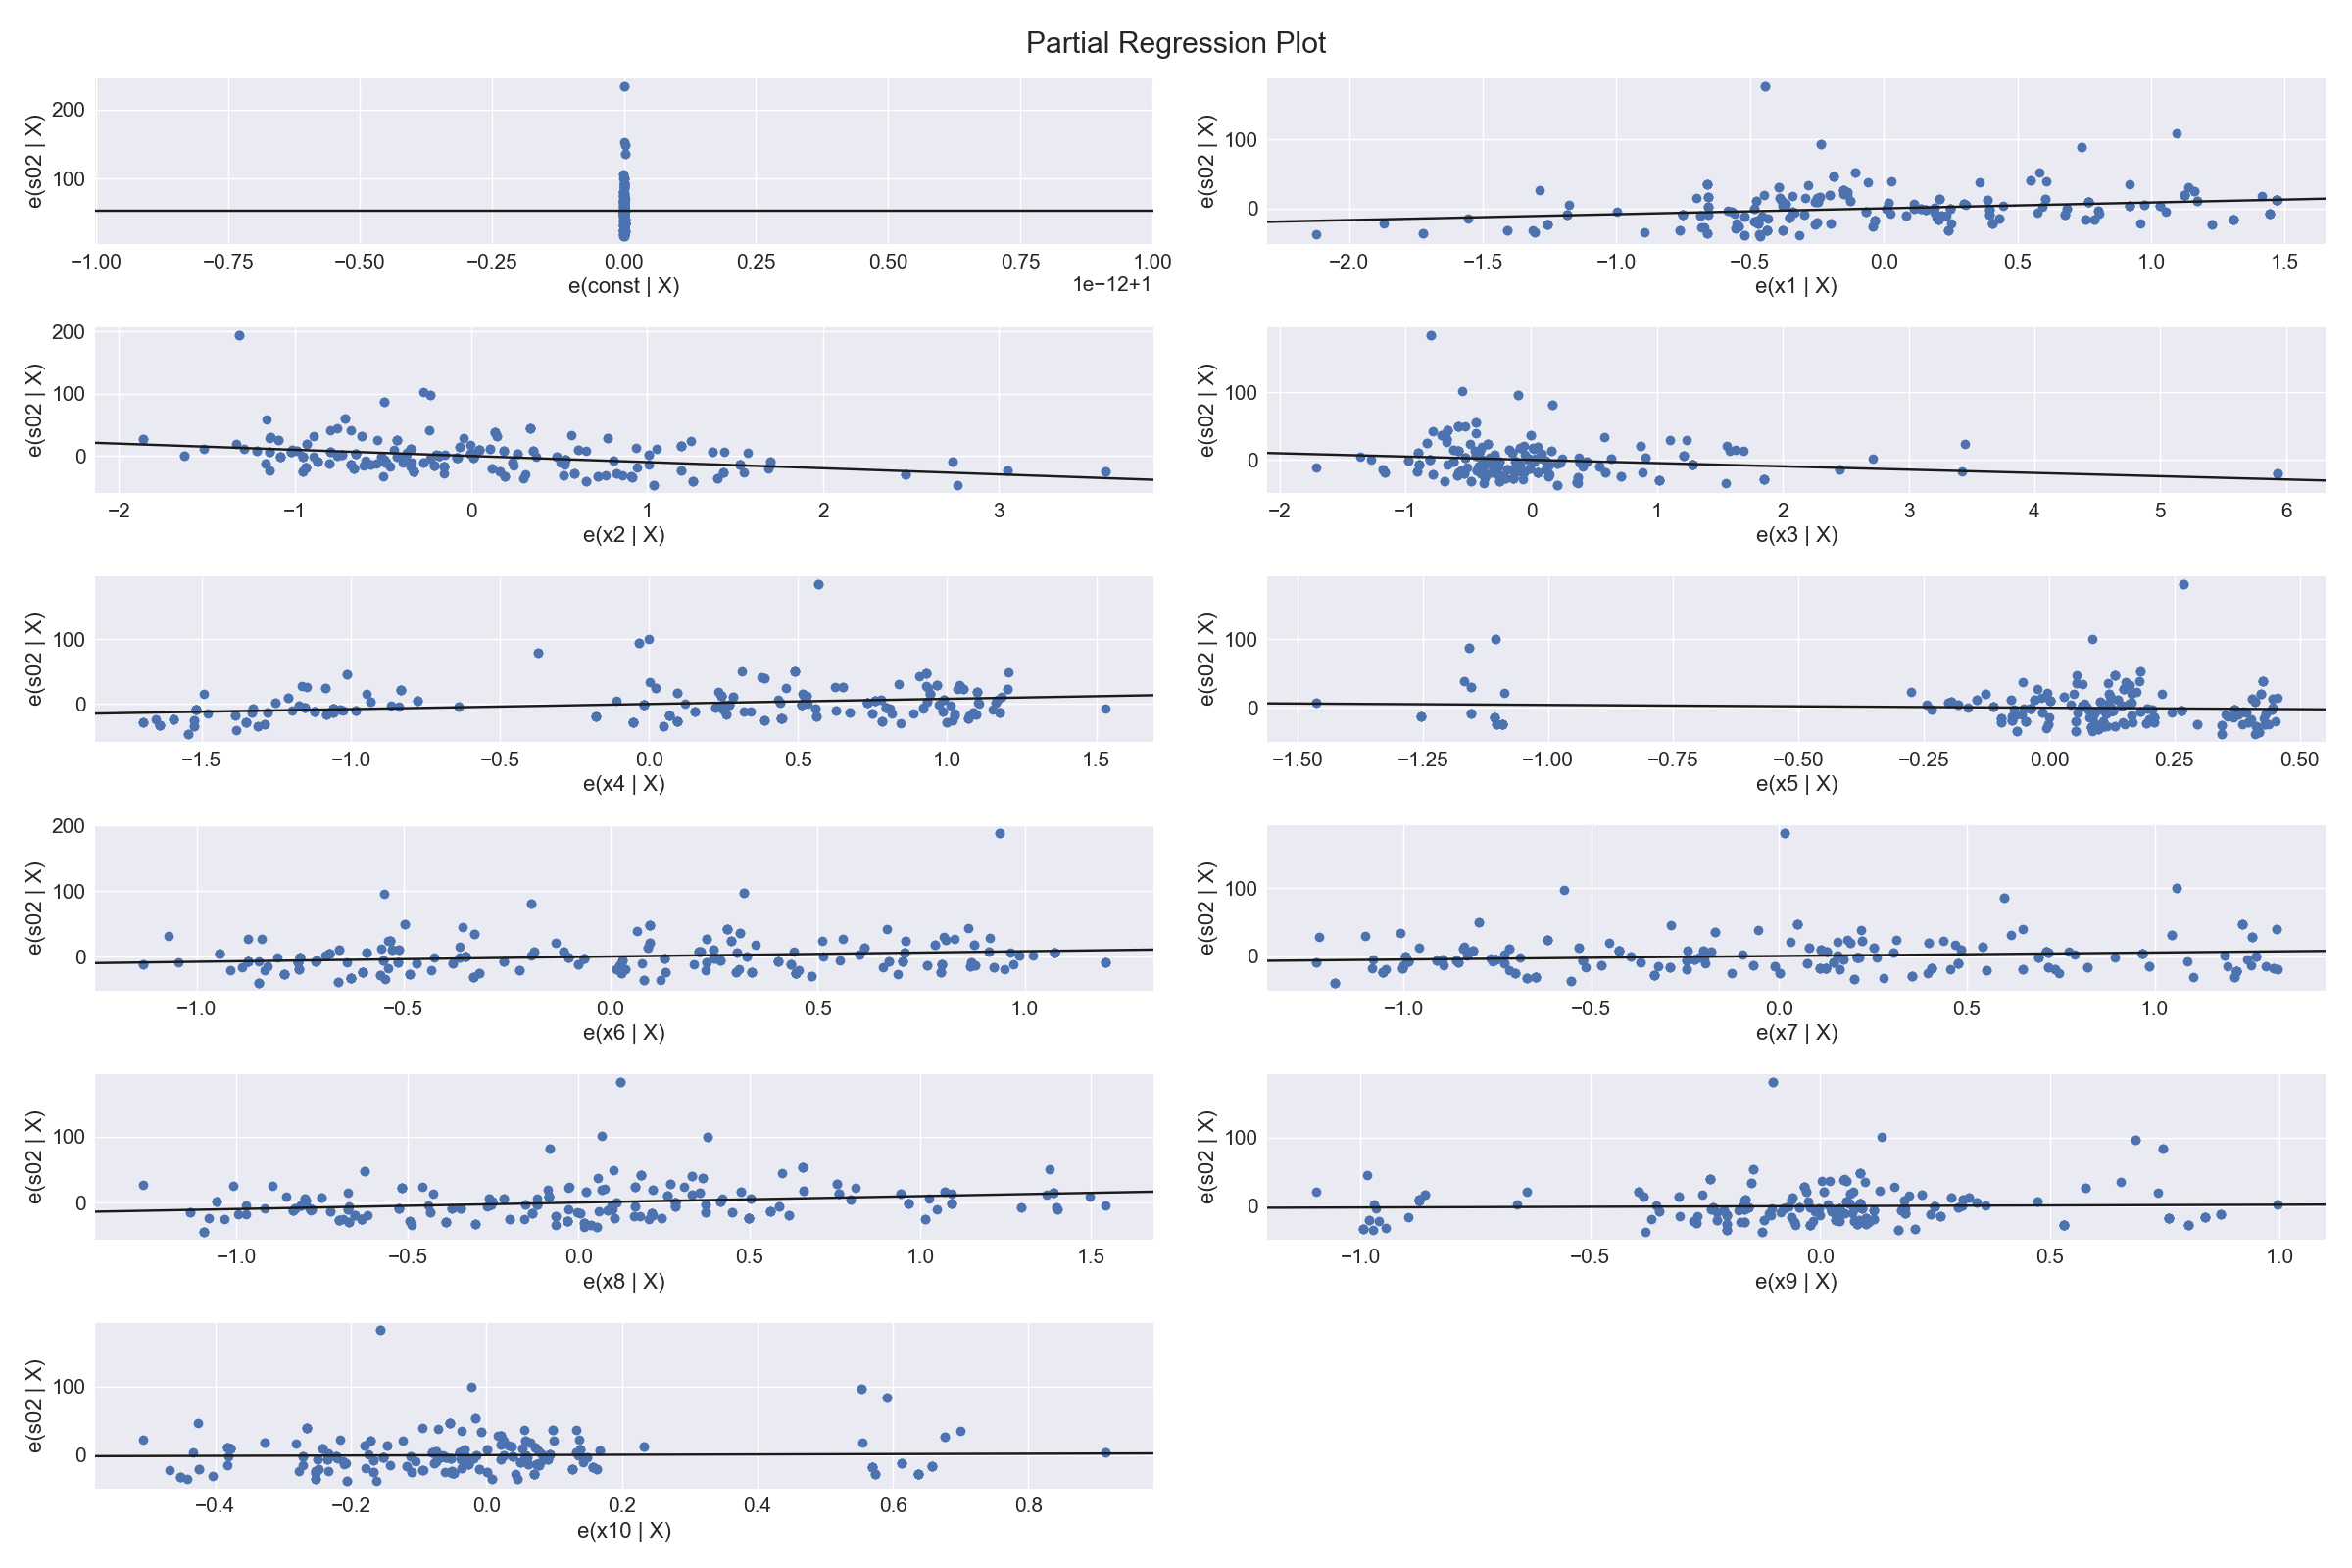 Partial Regression Plot
e(s02 | X)
200
100
−1.00 −0.75 −0.50 −0.25 0.00 0.25 0.50 0.75 1.00
1e−12+1
e(const | X)
e(s02 | X)
100
0
−2.0 −1.5 −1.0 −0.5 0.0 0.5 1.0 1.5
e(x1 | X)
e(s02 | X)
200
100
0
−2 −1 0 1 2 3
e(x2 | X)
e(s02 | X)
100
0
−2 −1 0 1 2 3 4 5 6
e(x3 | X)
e(s02 | X)
100
0
−1.5 −1.0 −0.5 0.0 0.5 1.0 1.5
e(x4 | X)
e(s02 | X)
100
0
−1.50 −1.25 −1.00 −0.75 −0.50 −0.25 0.00 0.25 0.50
e(x5 | X)
e(s02 | X)
200
100
0
−1.0 −0.5 0.0 0.5 1.0
e(x6 | X)
e(s02 | X)
100
0
−1.0 −0.5 0.0 0.5 1.0
e(x7 | X)
e(s02 | X)
100
0
−1.0 −0.5 0.0 0.5 1.0 1.5
e(x8 | X)
e(s02 | X)
100
0
−1.0 −0.5 0.0 0.5 1.0
e(x9 | X)
e(s02 | X)
100
0
−0.4 −0.2 0.0 0.2 0.4 0.6 0.8
e(x10 | X)